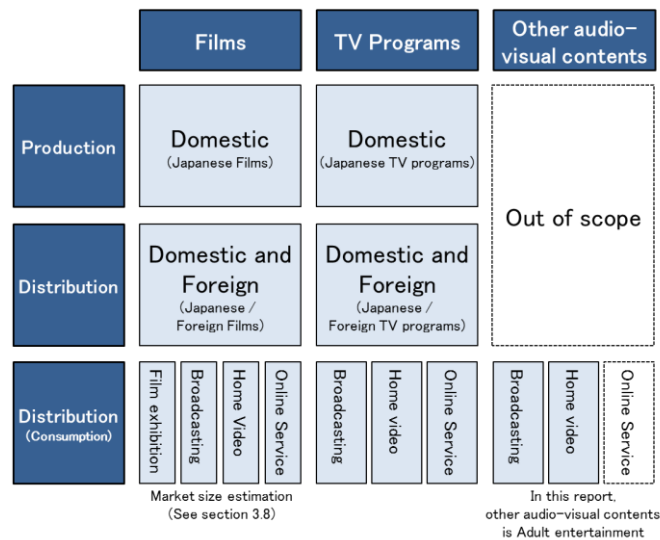 Films
TV Programs
Other audio-
visual contents
Production
Domestic
(Japanese Films)
Domestic
(Japanese TV programs)
Out of scope
Distribution
Domestic and
Foreign
(Japanese /
Foreign Films)
Domestic and
Foreign
(Japanese /
Foreign TV programs)
Distribution
(Consumption)
Film exhibition
Broadcasting
Home Video
Online Service
Broadcasting
Home video
Online Service
Broadcasting
Home video
Online Service
Market size estimation
(See section 3.8)
In this report,
other audio-visual contents
is Adult entertainment